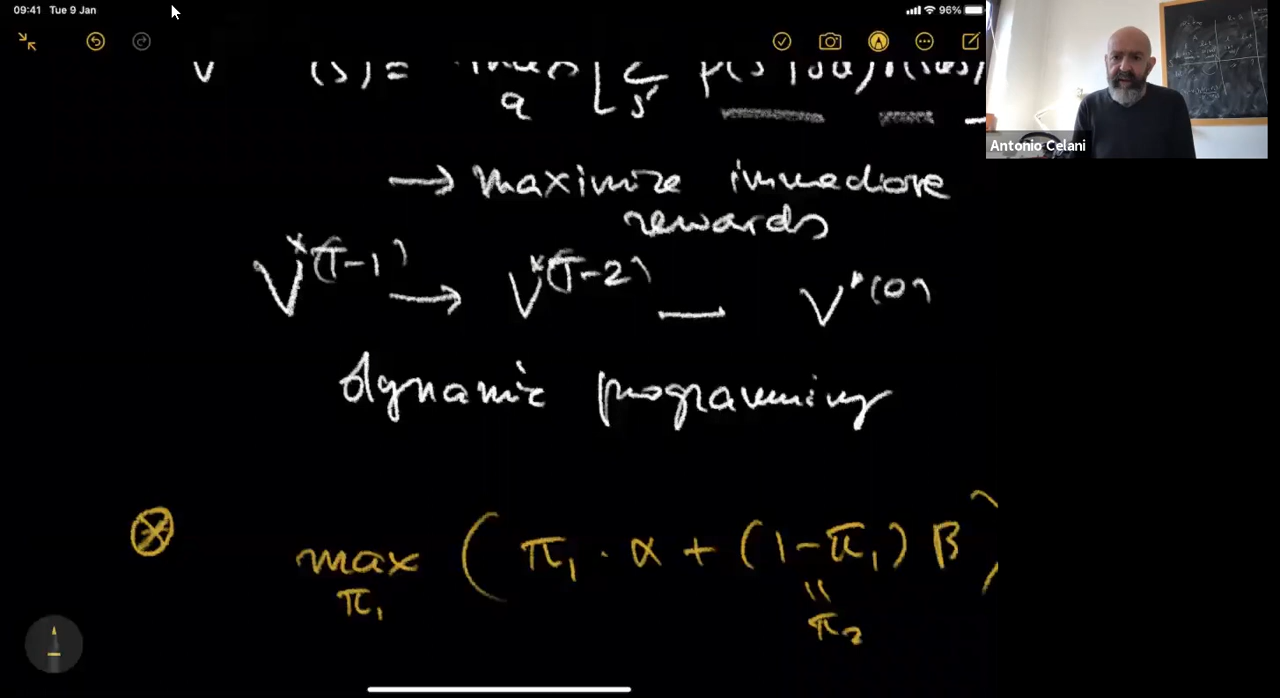 09:41 Tue 9 Jan 96%
Antonio Celani
→ maximize immediate
rewards
V*(T-1) → V*(T-2) — V*(0)
dynamic programming
⊗ max ( π₁ · α + (1-π₁) β )
π₁
=
π₂